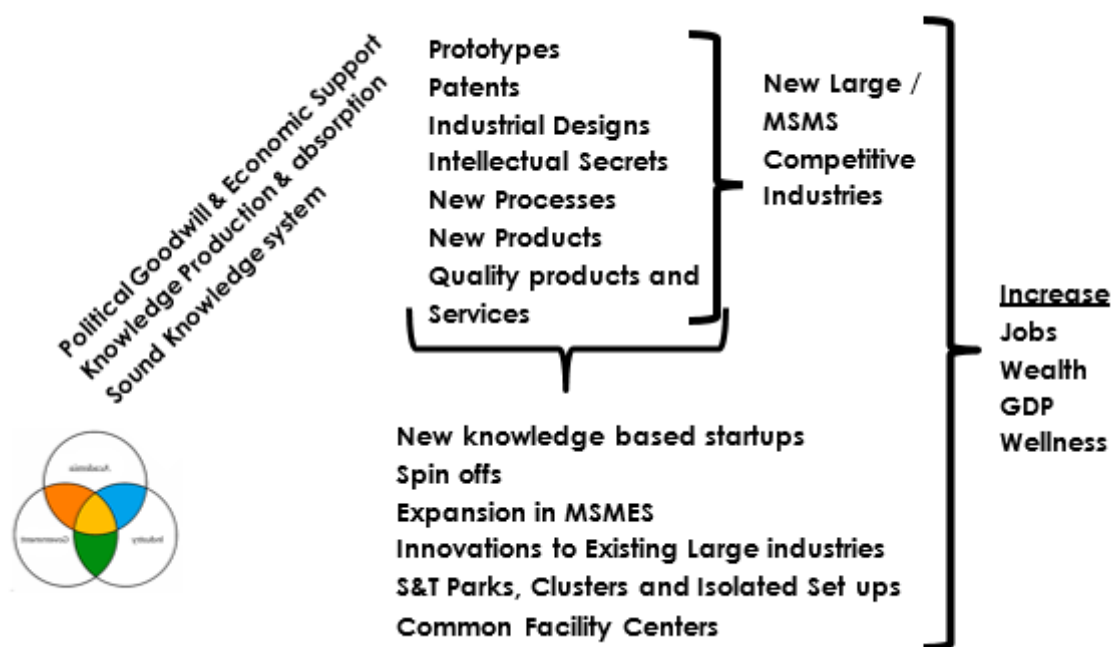 Political Goodwill & Economic Support
Knowledge Production & absorption
Sound Knowledge system
Academia
Government
Industry
Prototypes
Patents
Industrial Designs
Intellectual Secrets
New Processes
New Products
Quality products and
Services
New Large /
MSMS
Competitive
Industries
New knowledge based startups
Spin offs
Expansion in MSMES
Innovations to Existing Large industries
S&T Parks, Clusters and Isolated Set ups
Common Facility Centers
Increase
Jobs
Wealth
GDP
Wellness